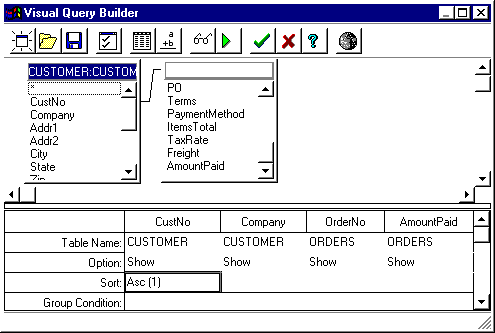 Visual Query Builder
a
+b
?
CUSTOMER:CUSTOM
*
CustNo
Company
Addr1
Addr2
City
State
Zip
PO
Terms
PaymentMethod
ItemsTotal
TaxRate
Freight
AmountPaid
CustNo Company OrderNo AmountPaid
Table Name: CUSTOMER CUSTOMER ORDERS ORDERS
Option: Show Show Show Show
Sort: Asc (1)
Group Condition: